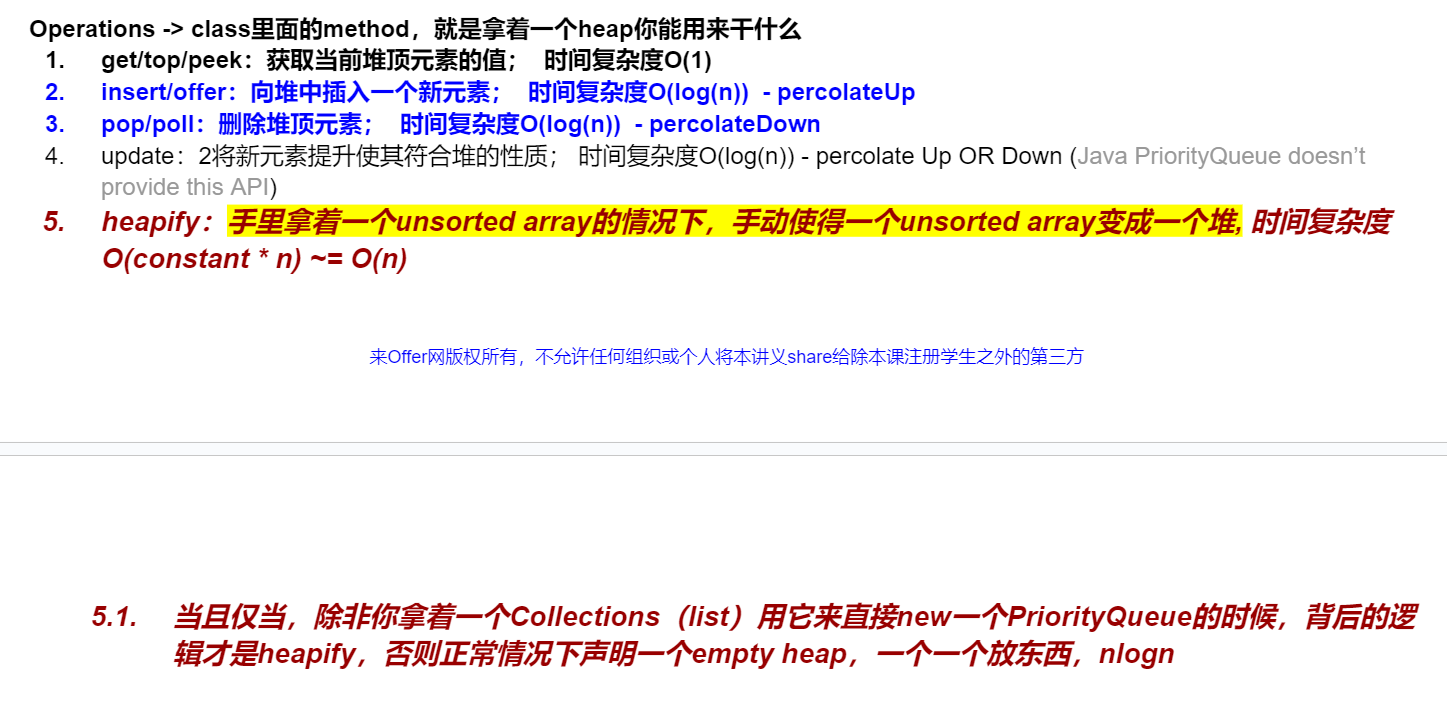 Operations -> class里面的method，就是拿着一个heap你能用来干什么
1. get/top/peek：获取当前堆顶元素的值； 时间复杂度O(1)
2. insert/offer：向堆中插入一个新元素； 时间复杂度O(log(n)) - percolateUp
3. pop/poll：删除堆顶元素； 时间复杂度O(log(n)) - percolateDown
4. update：2将新元素提升使其符合堆的性质； 时间复杂度O(log(n)) - percolate Up OR Down (Java PriorityQueue doesn’t
provide this API)
5. heapify：手里拿着一个unsorted array的情况下，手动使得一个unsorted array变成一个堆, 时间复杂度
O(constant * n) ~= O(n)
来Offer网版权所有，不允许任何组织或个人将本讲义share给除本课注册学生之外的第三方
5.1. 当且仅当，除非你拿着一个Collections（list）用它来直接new一个PriorityQueue的时候，背后的逻
辑才是heapify，否则正常情况下声明一个empty heap，一个一个放东西，nlogn